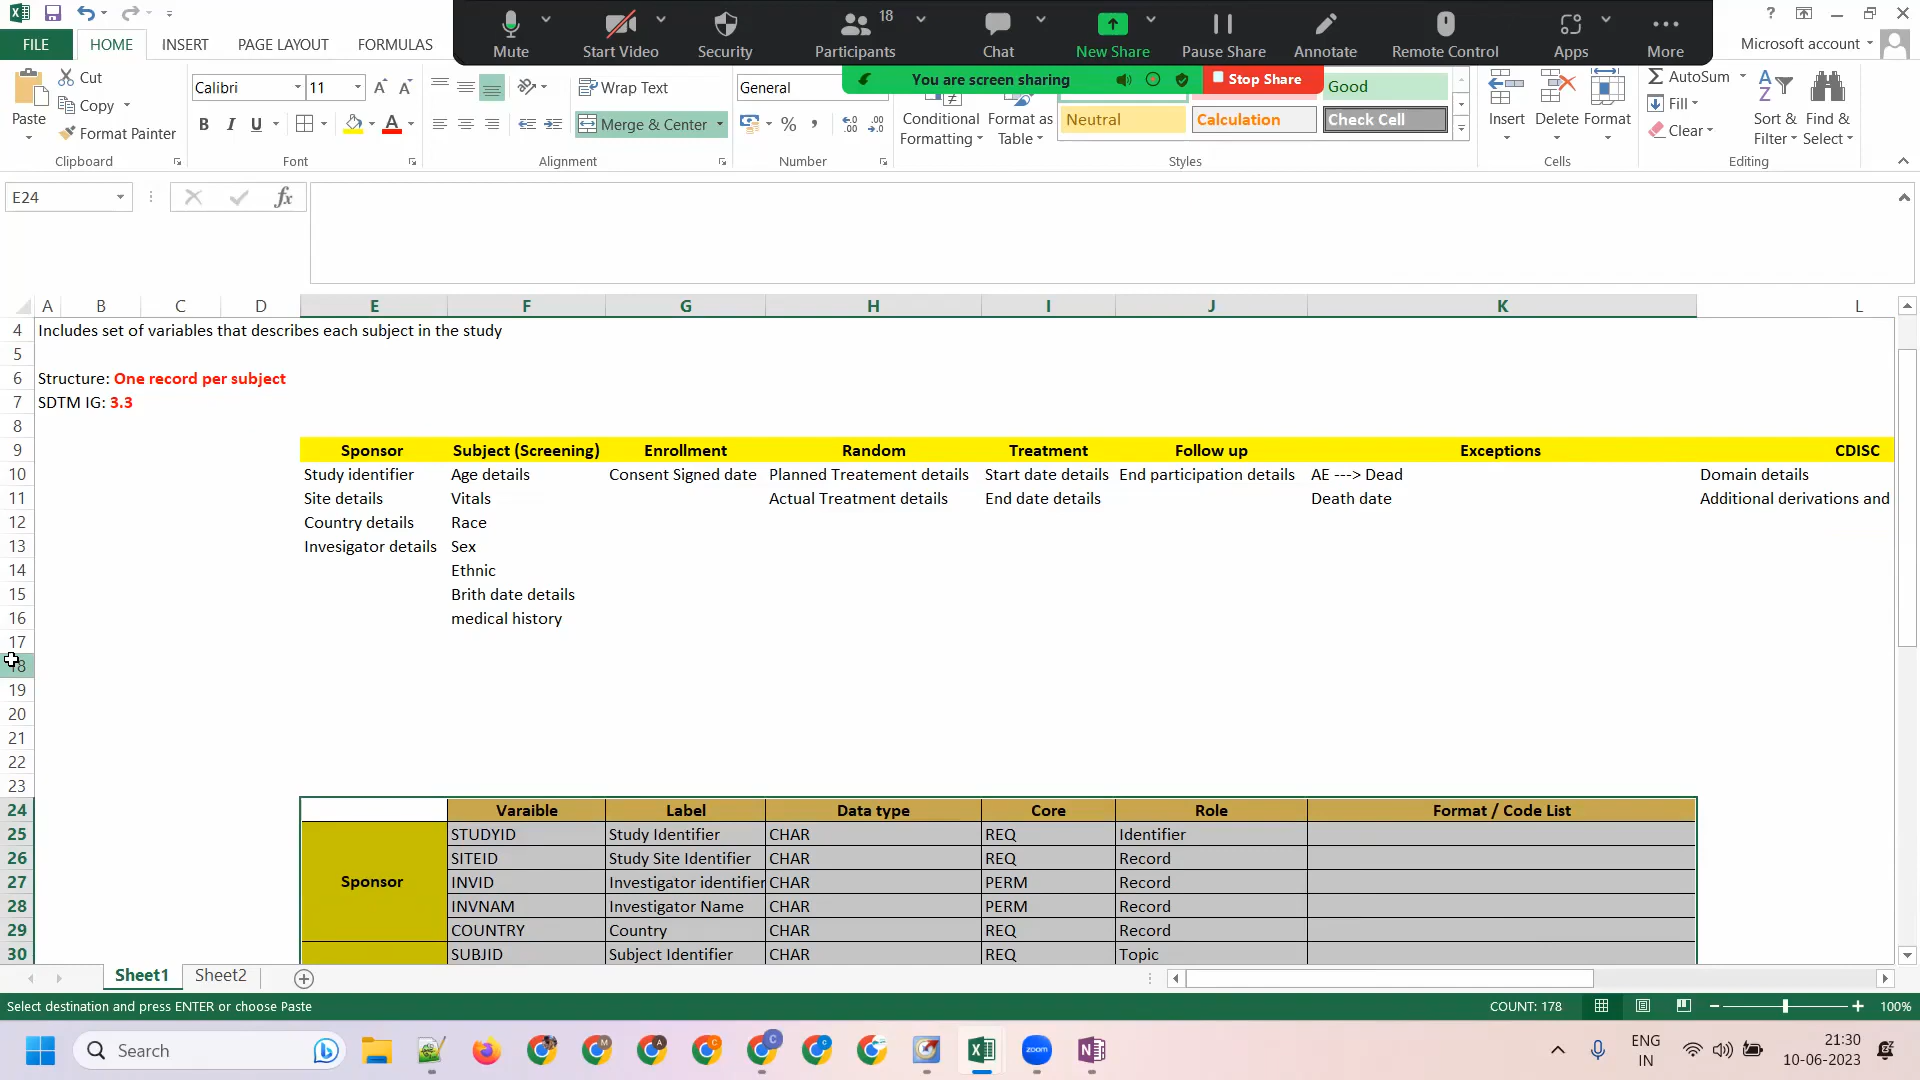 Mute
Start Video
Security
Participants
18
Chat
New Share
Pause Share
Annotate
Remote Control
Apps
More
You are screen sharing
Stop Share
FILE
HOME
INSERT
PAGE LAYOUT
FORMULAS
Microsoft account
Paste
Cut
Copy
Format Painter
Clipboard
Calibri
11
B I U
Font
Wrap Text
Merge & Center
Alignment
General
%
Number
Conditional
Formatting
Format as
Table
Good
Neutral
Calculation
Check Cell
Styles
Insert
Delete
Format
Cells
AutoSum
Fill
Clear
Sort &
Filter
Find &
Select
Editing
E24
fx
A B C D E F G H I J K L
4 Includes set of variables that describes each subject in the study
5
6 Structure: One record per subject
7 SDTM IG: 3.3
8
9 Sponsor Subject (Screening) Enrollment Random Treatment Follow up Exceptions CDISC
10 Study identifier Age details Consent Signed date Planned Treatement details Start date details End participation details AE ---> Dead Domain details
11 Site details Vitals Actual Treatment details End date details Death date Additional derivations and
12 Country details Race
13 Invesigator details Sex
14 Ethnic
15 Brith date details
16 medical history
17
18
19
20
21
22
23
24 Varaible Label Data type Core Role Format / Code List
25 STUDYID Study Identifier CHAR REQ Identifier
26 SITEID Study Site Identifier CHAR REQ Record
27 Sponsor INVID Investigator identifier CHAR PERM Record
28 INVNAM Investigator Name CHAR PERM Record
29 COUNTRY Country CHAR REQ Record
30 SUBJID Subject Identifier CHAR REQ Topic
Sheet1 Sheet2
Select destination and press ENTER or choose Paste
COUNT: 178
100%
Search
zoom
ENG
IN
21:30
10-06-2023